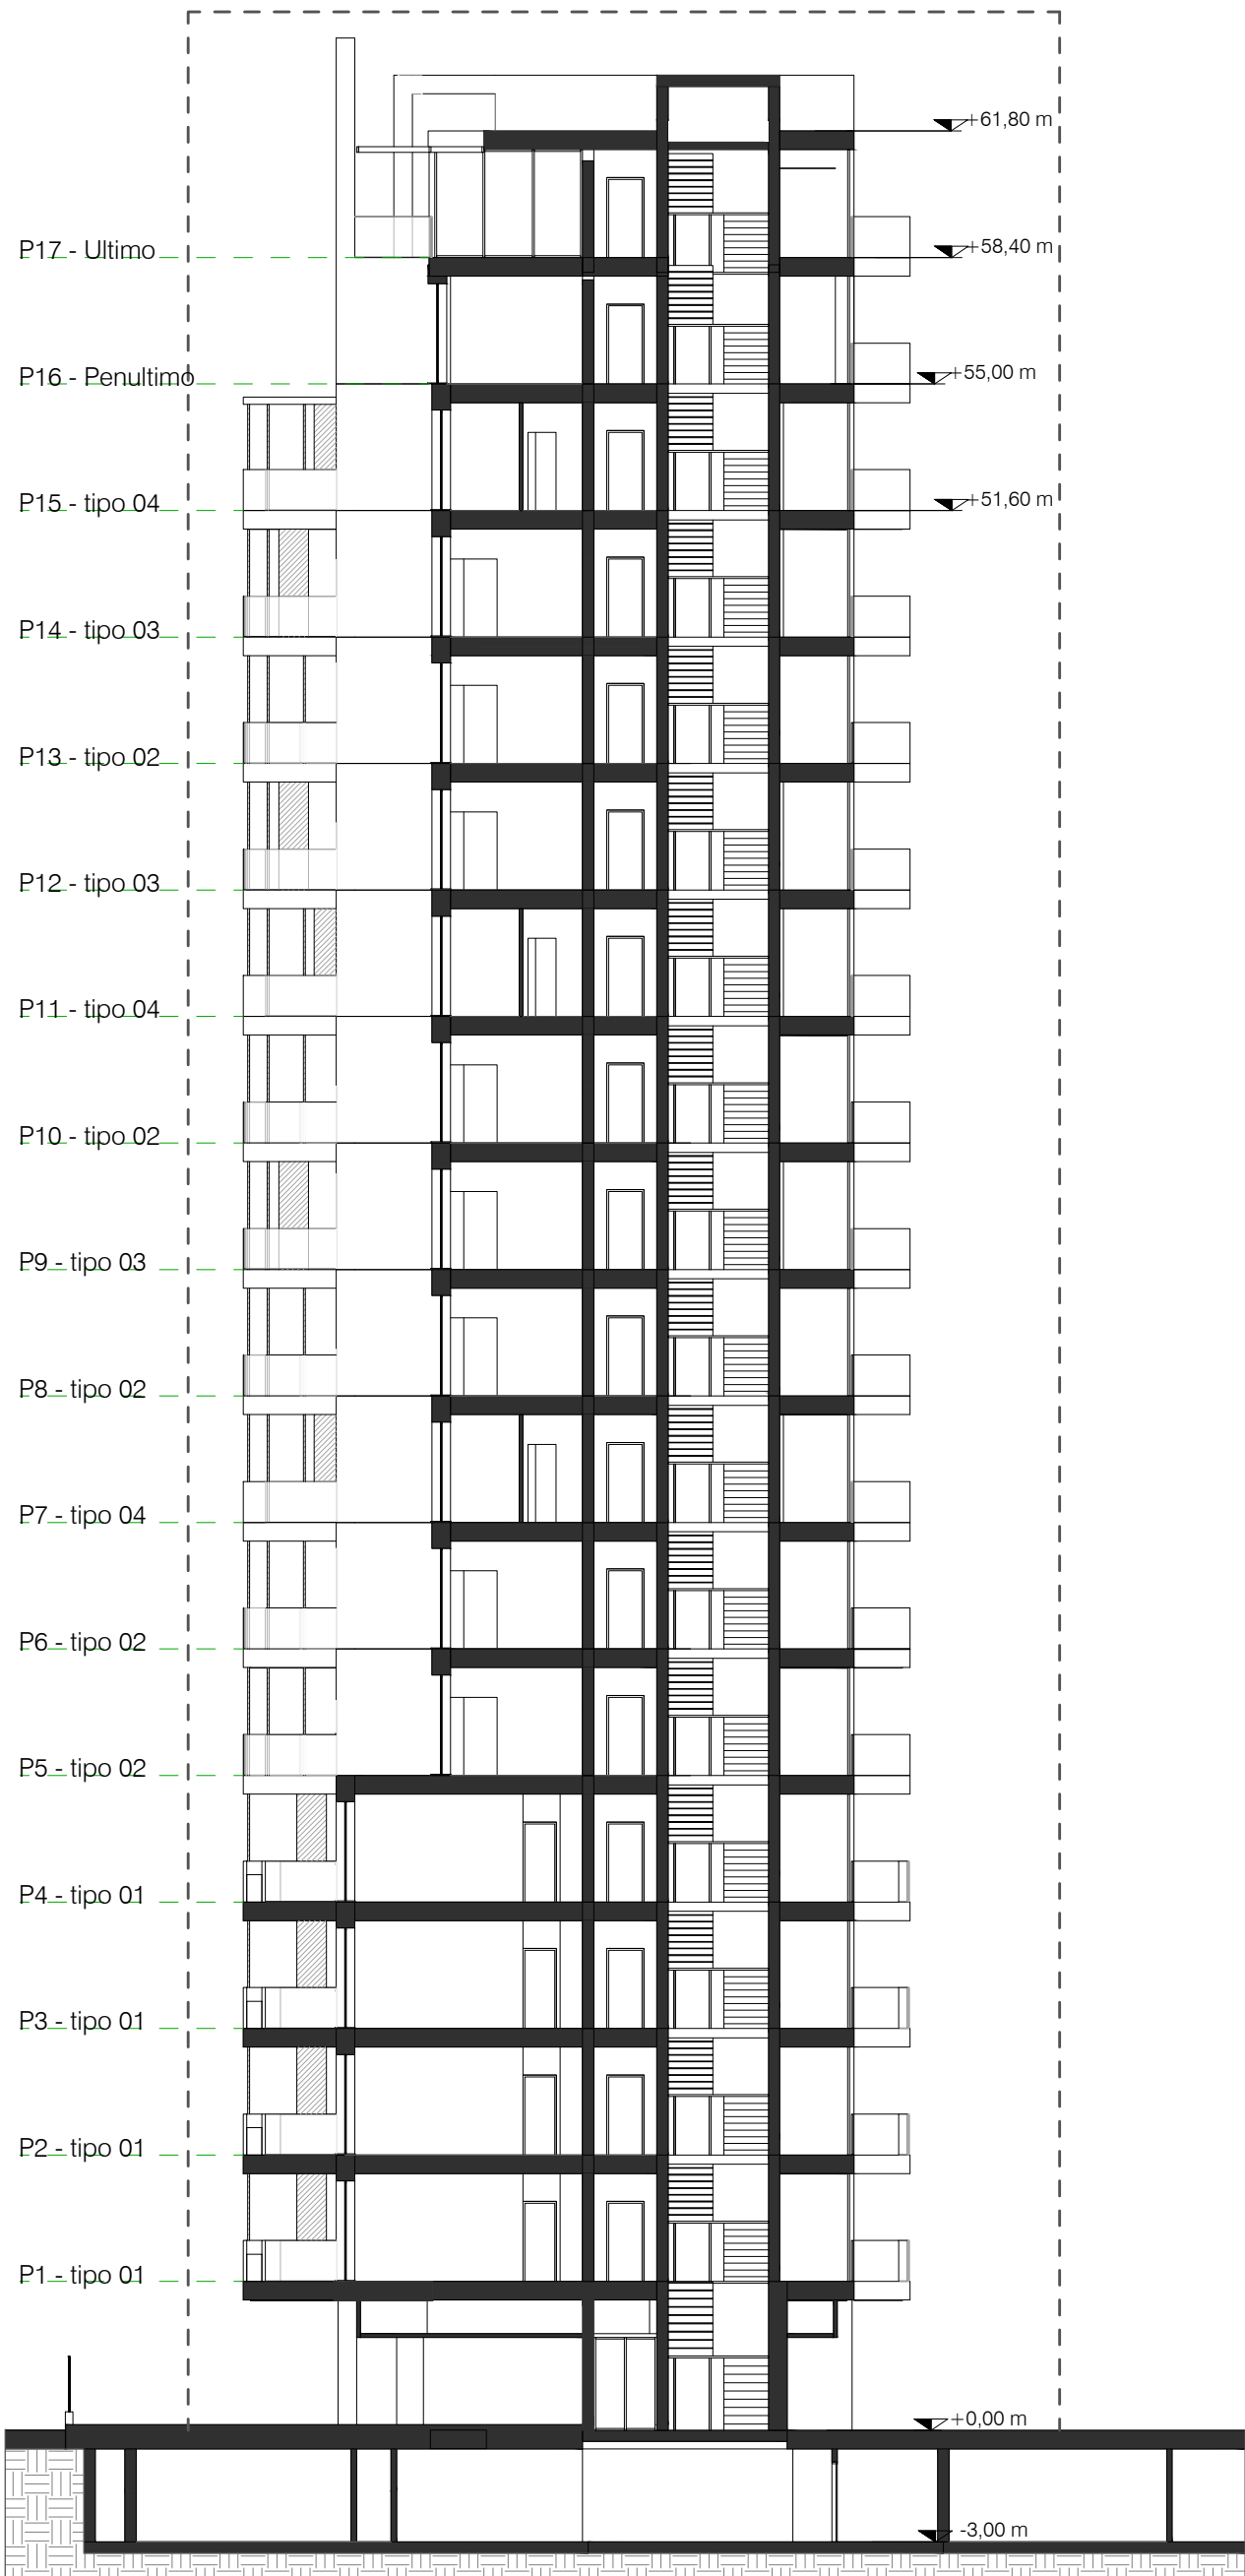 +61,80 m
P17 - Ultimo
+58,40 m
P16 - Penultimo
+55,00 m
P15 - tipo 04
+51,60 m
P14 - tipo 03
P13 - tipo 02
P12 - tipo 03
P11 - tipo 04
P10 - tipo 02
P9 - tipo 03
P8 - tipo 02
P7 - tipo 04
P6 - tipo 02
P5 - tipo 02
P4 - tipo 01
P3 - tipo 01
P2 - tipo 01
P1 - tipo 01
+0,00 m
-3,00 m